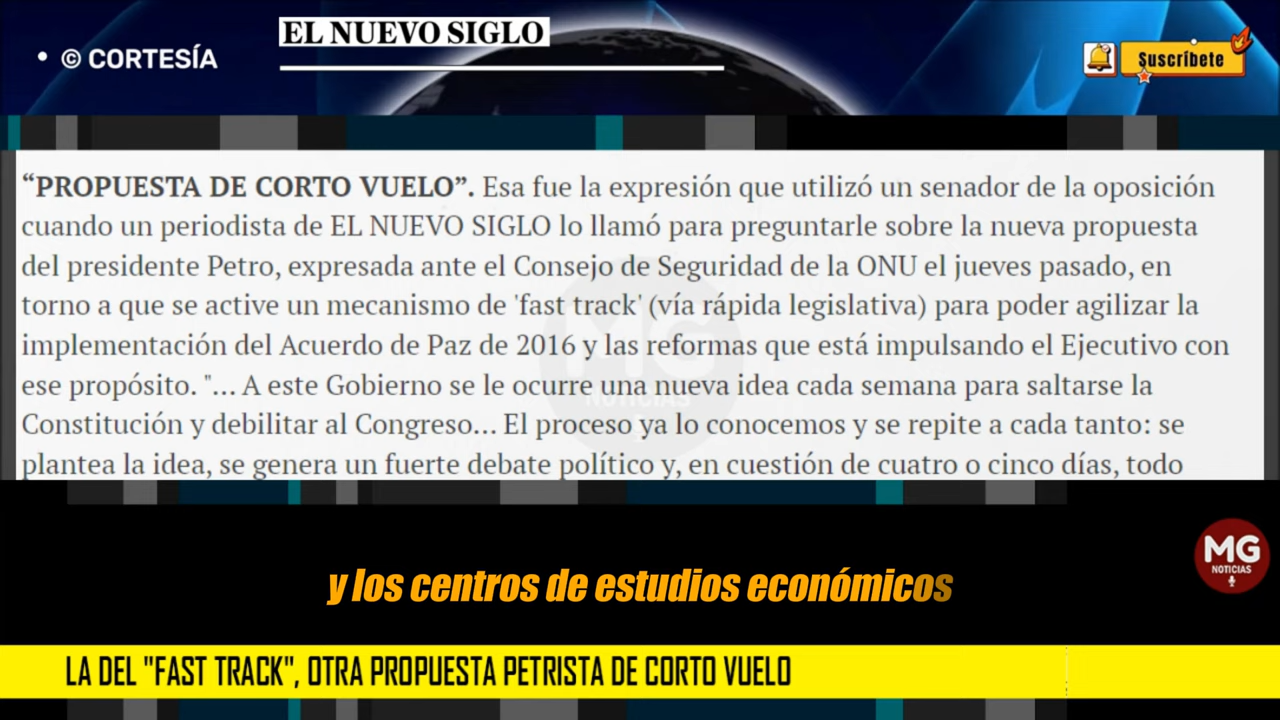 EL NUEVO SIGLO
• © CORTESÍA
Suscríbete
“PROPUESTA DE CORTO VUELO”. Esa fue la expresión que utilizó un senador de la oposición
cuando un periodista de EL NUEVO SIGLO lo llamó para preguntarle sobre la nueva propuesta
del presidente Petro, expresada ante el Consejo de Seguridad de la ONU el jueves pasado, en
torno a que se active un mecanismo de 'fast track' (vía rápida legislativa) para poder agilizar la
implementación del Acuerdo de Paz de 2016 y las reformas que está impulsando el Ejecutivo con
ese propósito. "... A este Gobierno se le ocurre una nueva idea cada semana para saltarse la
Constitución y debilitar al Congreso... El proceso ya lo conocemos y se repite a cada tanto: se
plantea la idea, se genera un fuerte debate político y, en cuestión de cuatro o cinco días, todo
MG
NOTICIAS
y los centros de estudios económicos
MG
NOTICIAS
LA DEL "FAST TRACK", OTRA PROPUESTA PETRISTA DE CORTO VUELO